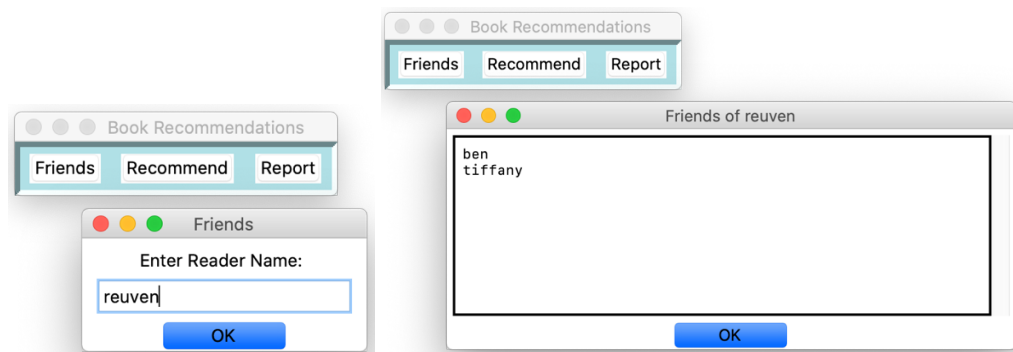 Book Recommendations
Friends Recommend Report
Friends
Enter Reader Name:
reuven
OK
Book Recommendations
Friends Recommend Report
Friends of reuven
ben
tiffany
OK